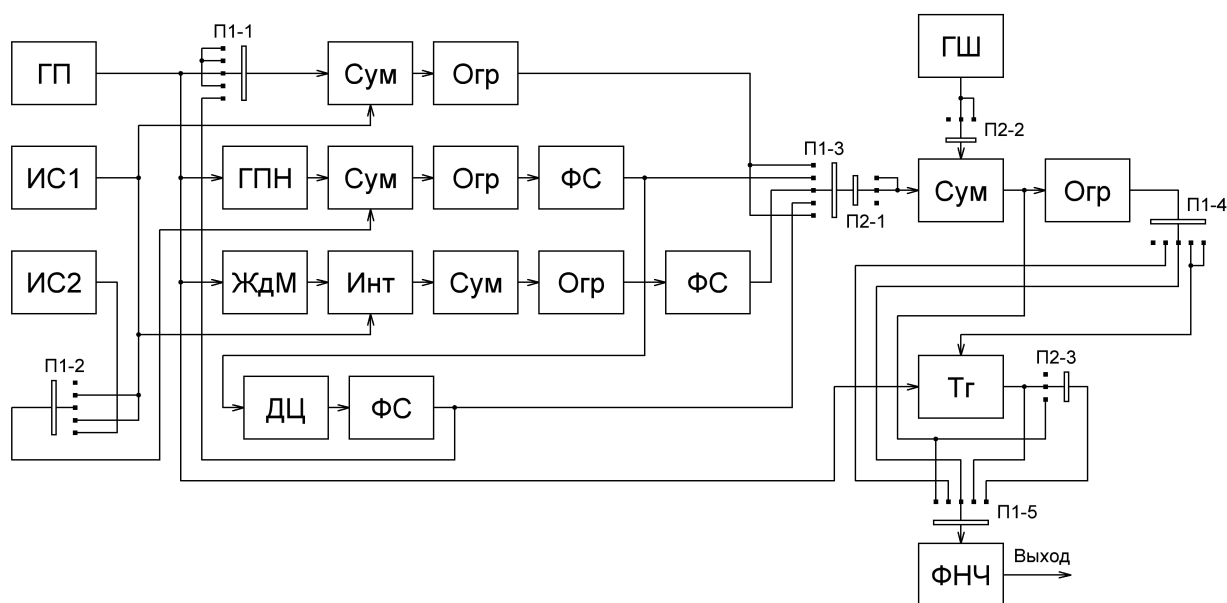 ГШ
П1-1
ГП
Сум
Огр
П2-2
П1-3
ИС1
ГПН
Сум
Огр
ФС
Сум
Огр
П1-4
П2-1
ИС2
ЖдМ
Инт
Сум
Огр
ФС
П1-2
П2-3
Тг
ДЦ
ФС
П1-5
Выход
ФНЧ